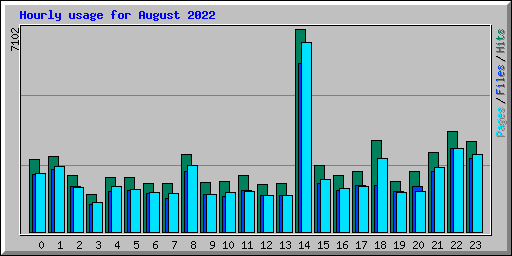 Hourly usage for August 2022
7102
Pages / Files / Hits
0 1 2 3 4 5 6 7 8 9 10 11 12 13 14 15 16 17 18 19 20 21 22 23